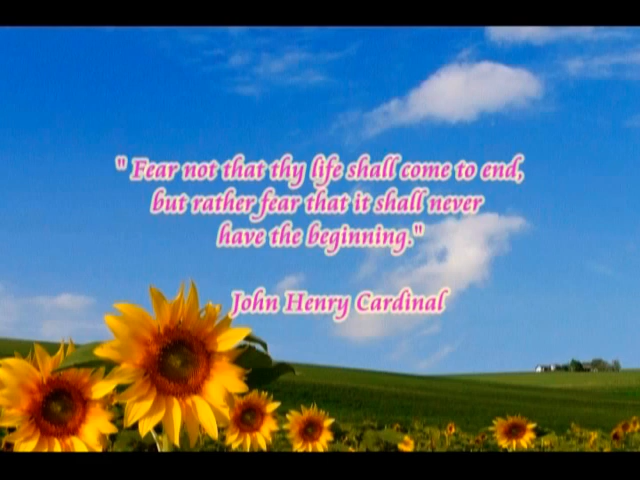 " Fear not that thy life shall come to end,
but rather fear that it shall never
have the beginning."
John Henry Cardinal